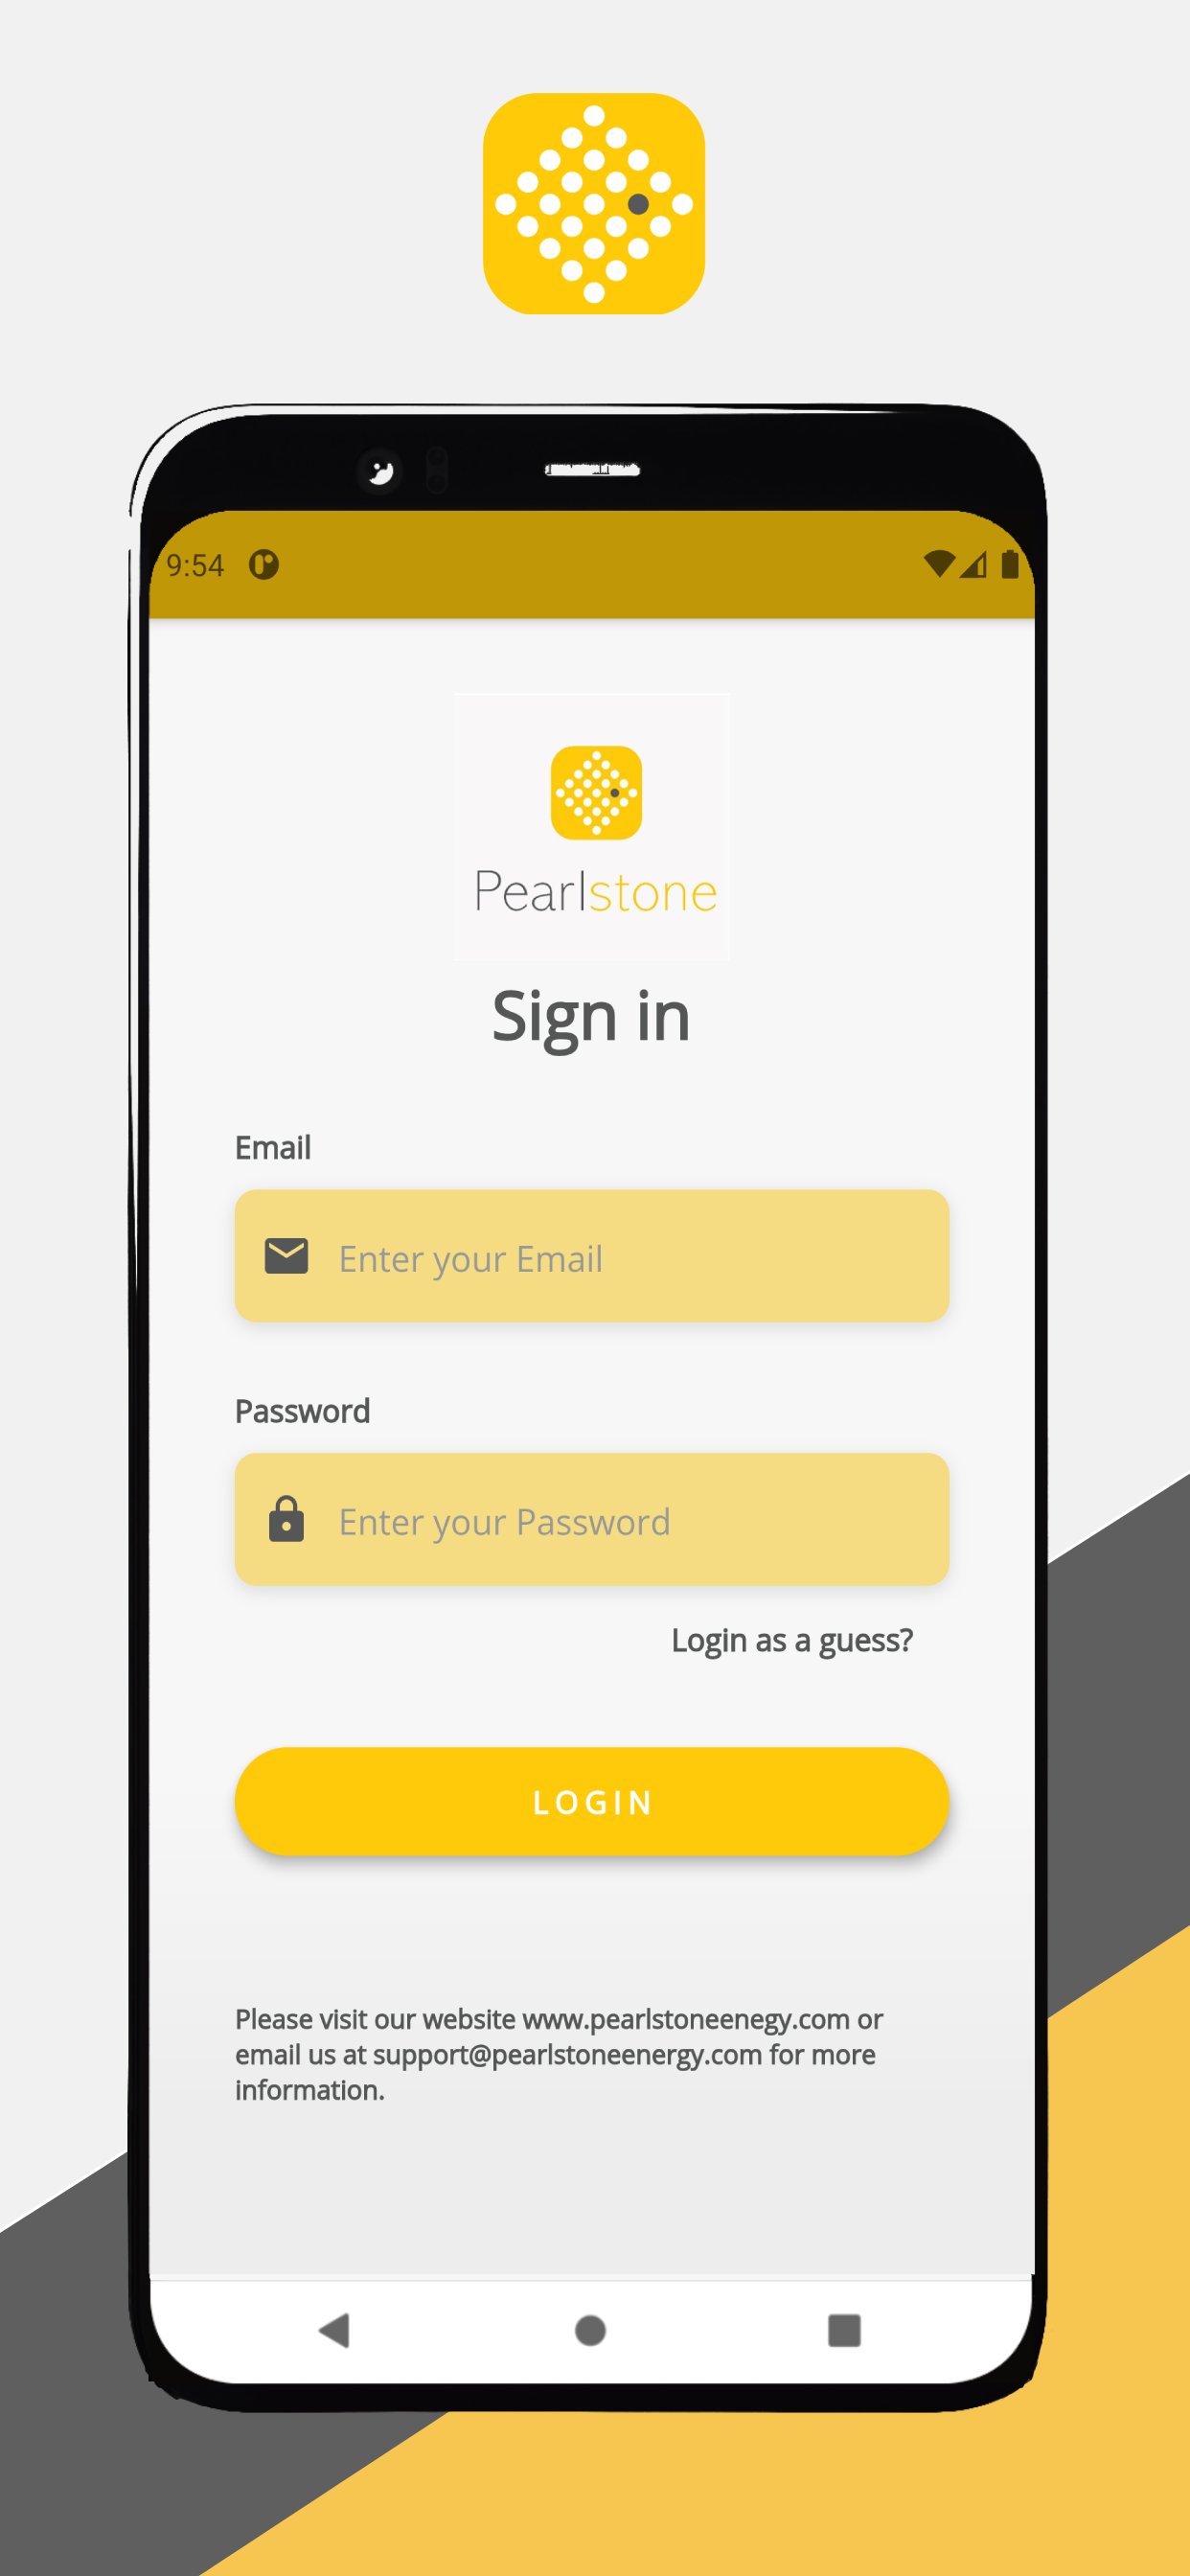 9:54
Pearlstone
Sign in
Email
Enter your Email
Password
Enter your Password
Login as a guess?
LOGIN
Please visit our website www.pearlstoneenegy.com or
email us at support@pearlstoneenergy.com for more
information.